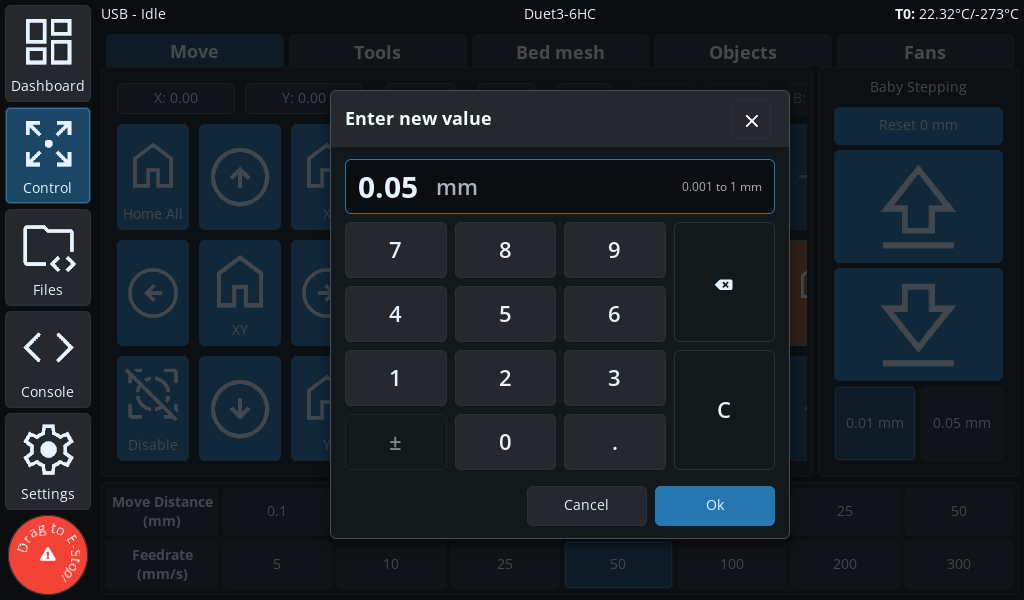 USB - Idle
Duet3-6HC
T0: 22.32°C/-273°C
Dashboard
Control
Files
Console
Settings
Drag to E-Stop!
Move
Tools
Bed mesh
Objects
Fans
X: 0.00
Y: 0.00
B:
Home All
X
XY
Disable
Y
Baby Stepping
Reset 0 mm
0.01 mm
0.05 mm
Enter new value
0.05 mm
0.001 to 1 mm
7
8
9
4
5
6
1
2
3
C
±
0
.
Cancel
Ok
Move Distance
(mm)
0.1
25
50
Feedrate
(mm/s)
5
10
25
50
100
200
300